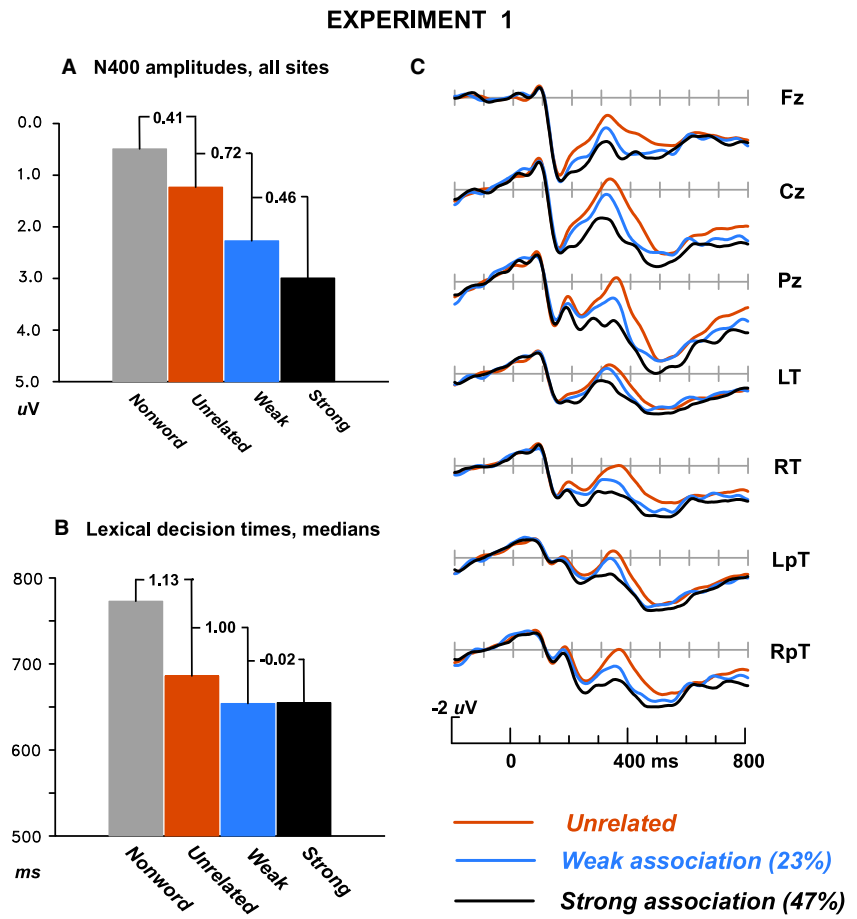 EXPERIMENT 1
A N400 amplitudes, all sites
0.0
1.0
2.0
3.0
4.0
5.0
uV
0.41
0.72
0.46
Nonword
Unrelated
Weak
Strong
B Lexical decision times, medians
800
700
650
600
500
ms
1.13
1.00
-0.02
Nonword
Unrelated
Weak
Strong
C
Fz
Cz
Pz
LT
RT
LpT
RpT
-2 uV
0 400 ms 800
Unrelated
Weak association (23%)
Strong association (47%)